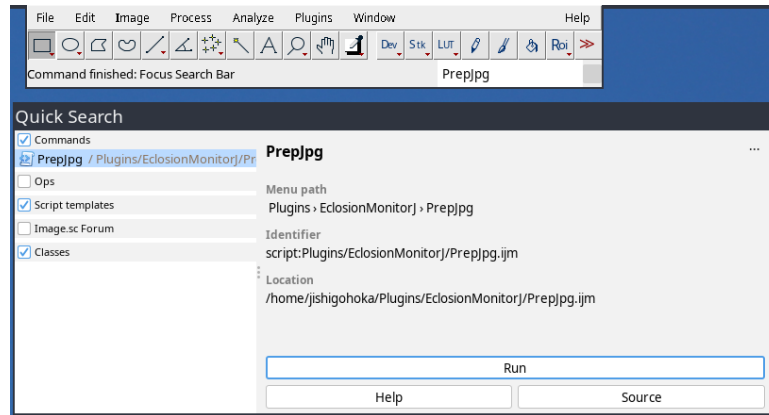 File Edit Image Process Analyze Plugins Window Help
A Dev Stk LUT Roi >>
Command finished: Focus Search Bar PrepJpg
Quick Search
Commands
PrepJpg / Plugins/EclosionMonitorJ/Pr
Ops
Script templates
Image.sc Forum
Classes
PrepJpg
...
Menu path
Plugins › EclosionMonitorJ › PrepJpg
Identifier
script:Plugins/EclosionMonitorJ/PrepJpg.ijm
Location
/home/jishigohoka/Plugins/EclosionMonitorJ/PrepJpg.ijm
Run
Help Source